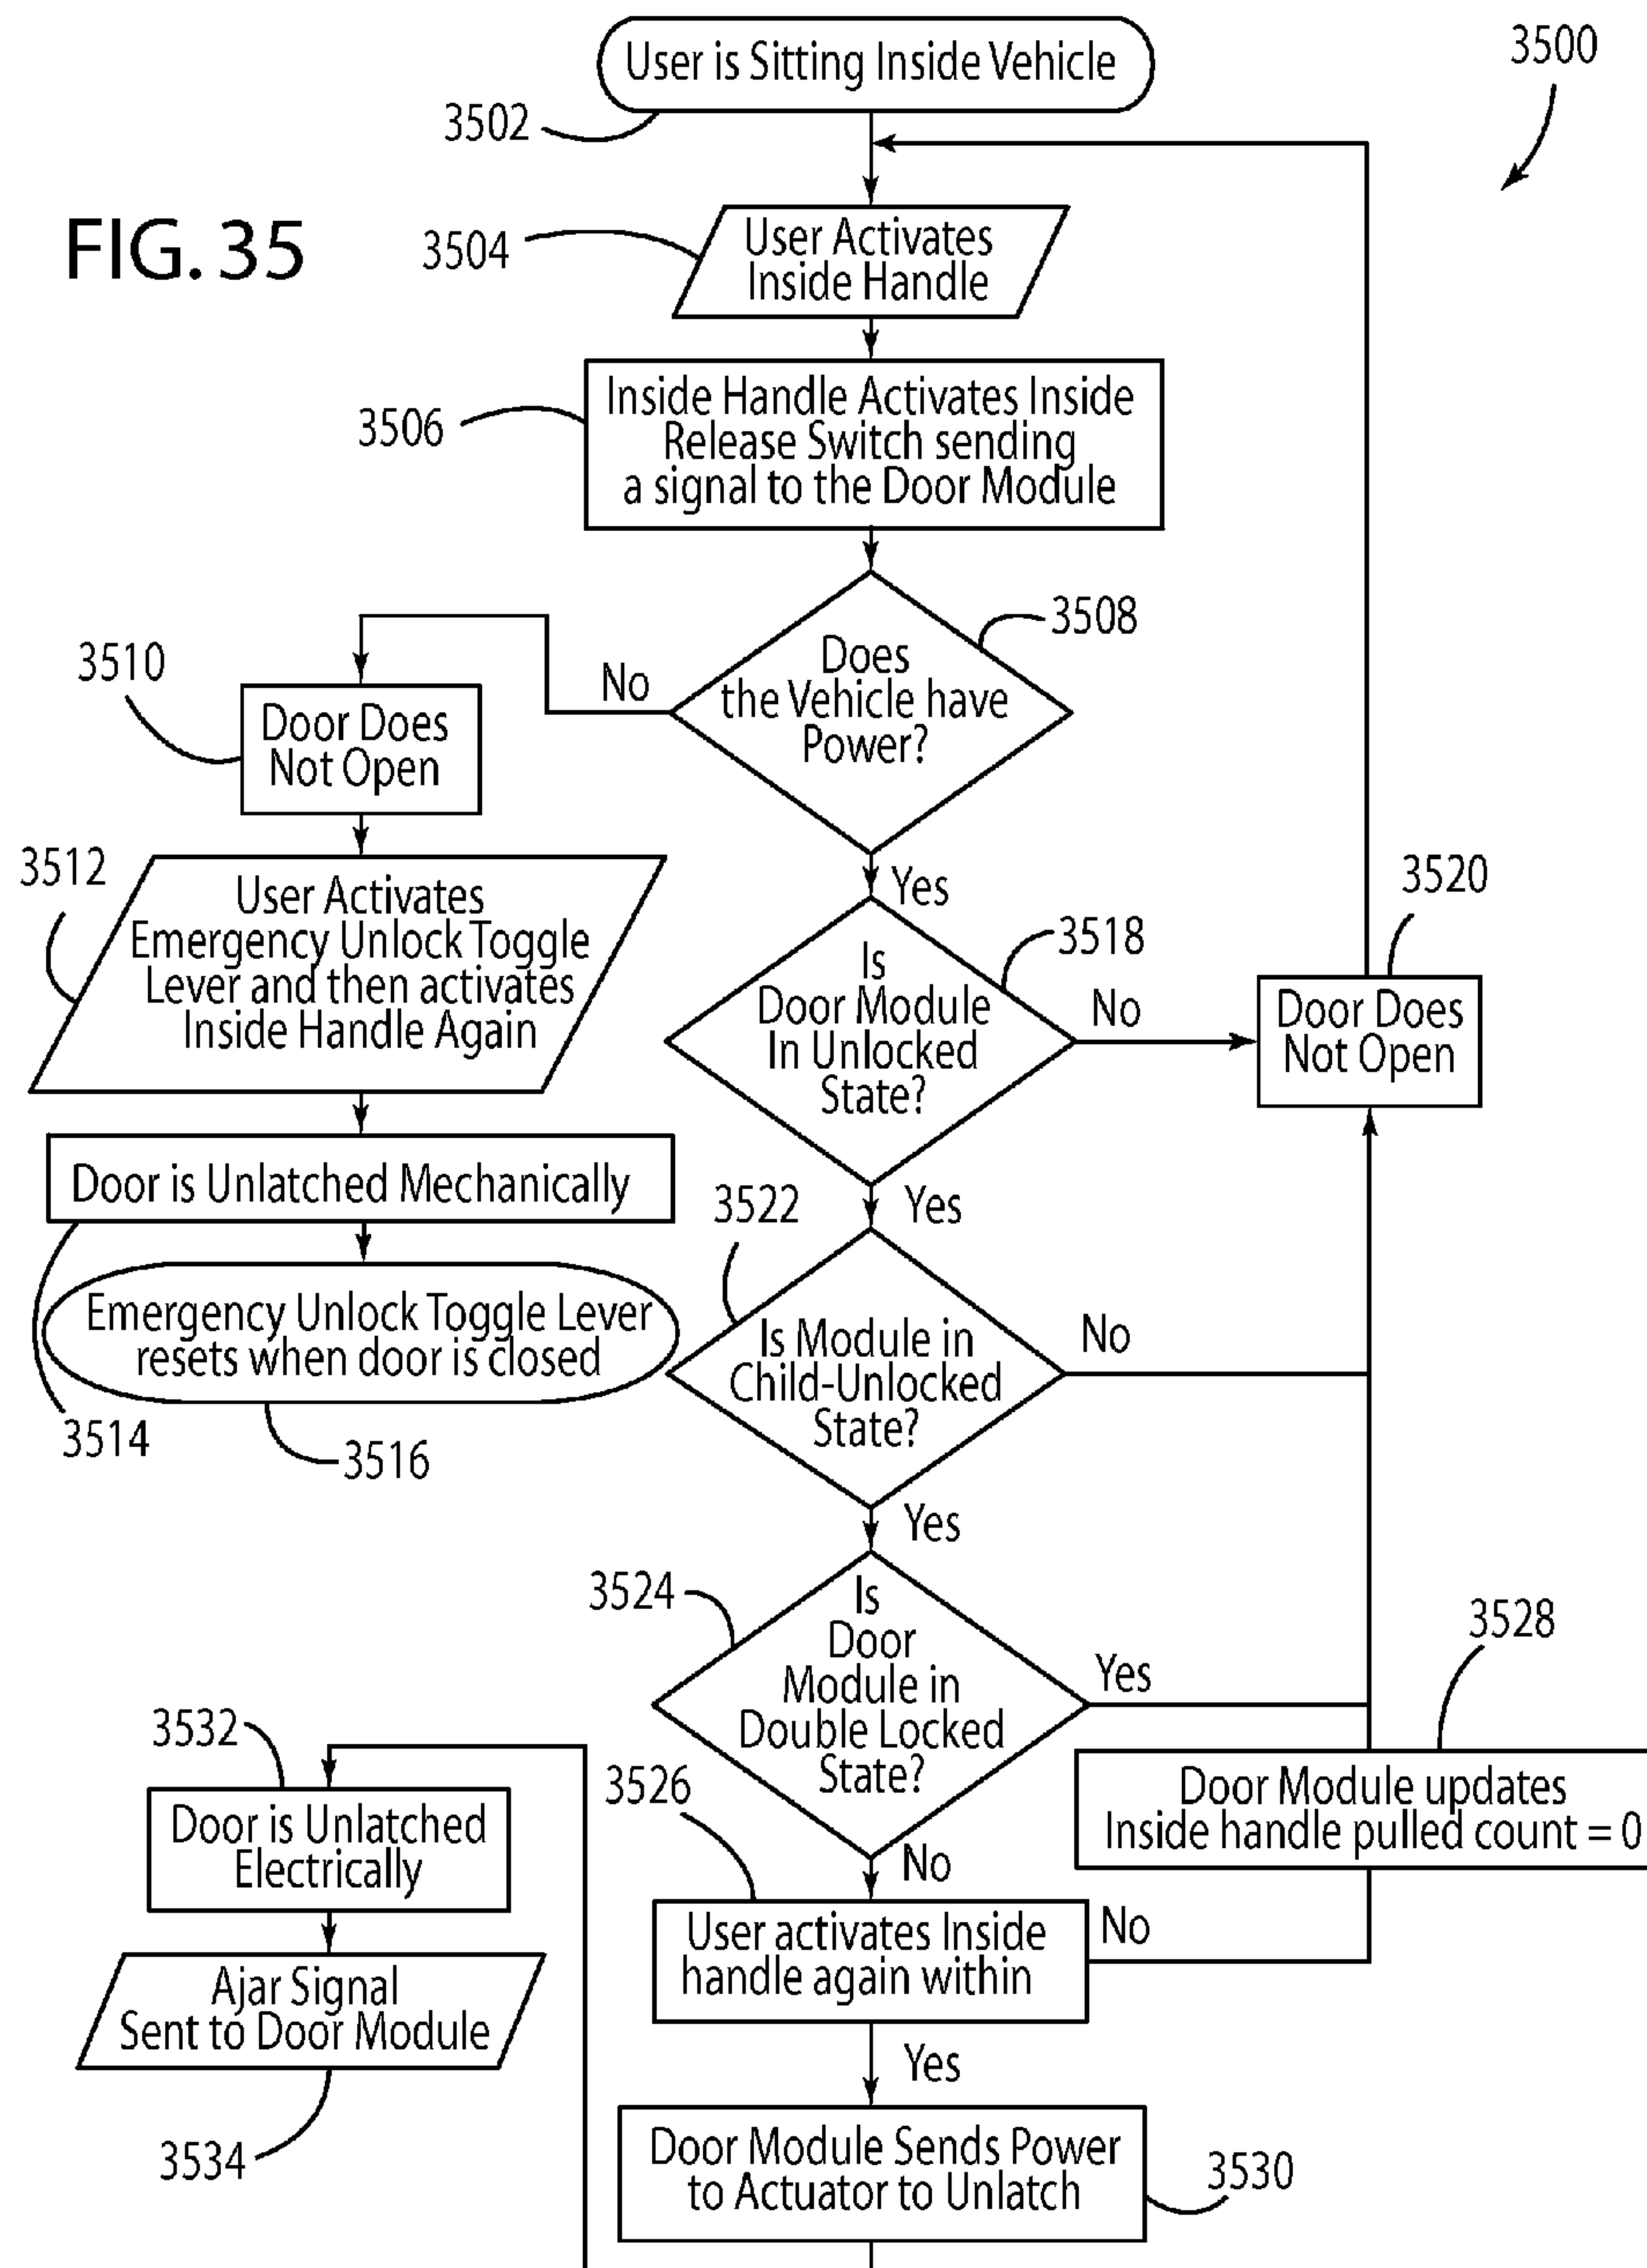 User is Sitting Inside Vehicle
3500
3502
FIG. 35
3504
User Activates
Inside Handle
3506
Inside Handle Activates Inside
Release Switch sending
a signal to the Door Module
3508
Does
the Vehicle have
Power?
No
3510
Door Does
Not Open
Yes
3512
User Activates
Emergency Unlock Toggle
Lever and then activates
Inside Handle Again
3518
Is
Door Module
In Unlocked
State?
No
3520
Door Does
Not Open
Door is Unlatched Mechanically
Yes
3522
Emergency Unlock Toggle Lever
resets when door is closed
3514
3516
Is Module in
Child-Unlocked
State?
No
Yes
3524
Is
Door
Module in
Double Locked
State?
Yes
3528
Door Module updates
Inside handle pulled count = 0
3532
Door is Unlatched
Electrically
3526
No
User activates Inside
handle again within
No
Ajar Signal
Sent to Door Module
3534
Yes
Door Module Sends Power
to Actuator to Unlatch
3530